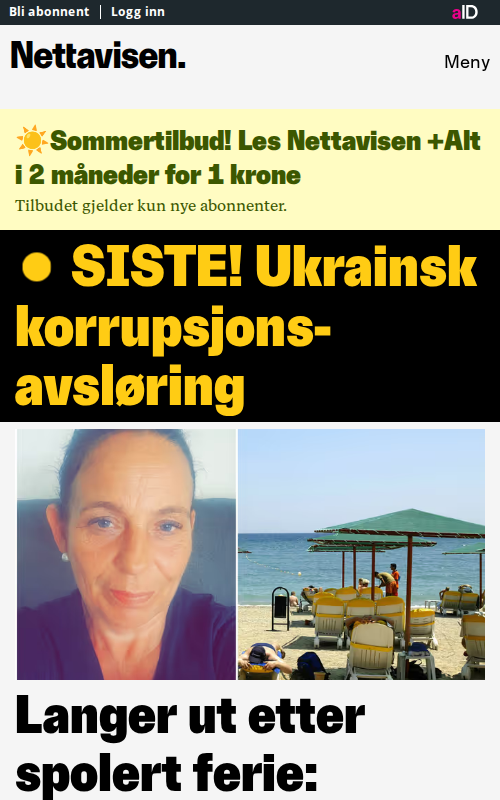 Bli abonnent | Logg inn
aID
Nettavisen.
Meny
☀️Sommertilbud! Les Nettavisen +Alt
i 2 måneder for 1 krone
Tilbudet gjelder kun nye abonnenter.
SISTE! Ukrainsk
korrupsjons-
avsløring
Langer ut etter
spolert ferie: